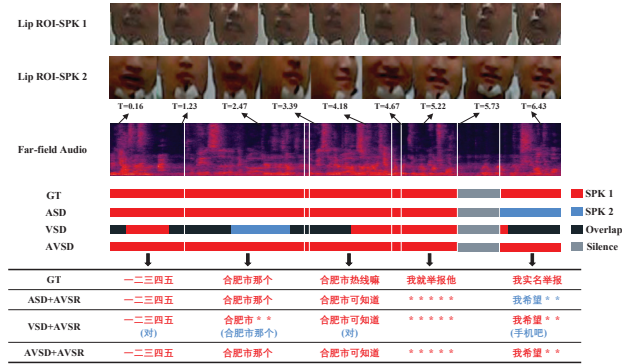 Lip ROI-SPK 1
Lip ROI-SPK 2
T=0.16 T=1.23 T=2.47 T=3.39 T=4.18 T=4.67 T=5.22 T=5.73 T=6.43
Far-field Audio
GT
ASD
VSD
AVSD
SPK 1
SPK 2
Overlap
Silence
GT 一二三四五 合肥市那个 合肥市热线嘛 我就举报他 我实名举报
ASD+AVSR 一二三四五 合肥市那个 合肥市可知道 * * * * * 我希望 * *
VSD+AVSR 一二三四五 合肥市 * * 合肥市可知道 * * * * * 我希望 * *
(对) (合肥市那个) (对) (手机吧)
AVSD+AVSR 一二三四五 合肥市那个 合肥市可知道 * * * * * 我希望 * *